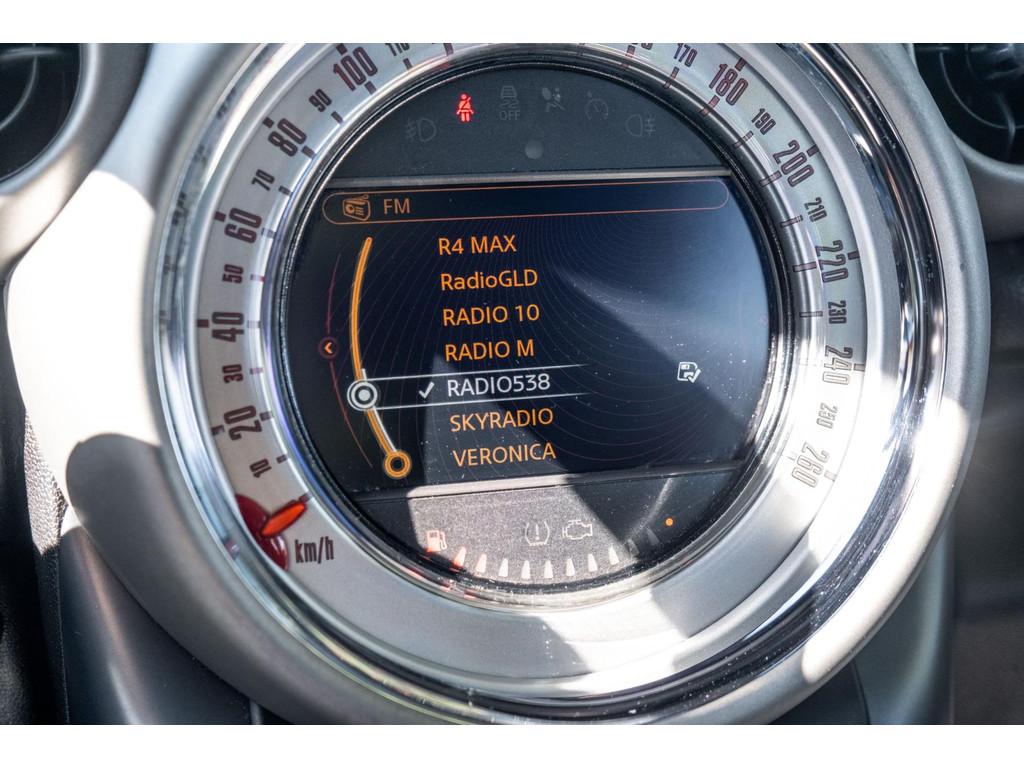 OFF
FM
R4 MAX
RadioGLD
RADIO 10
RADIO M
RADIO538
SKYRADIO
VERONICA
km/h
10
20
30
40
50
60
70
80
90
100
170
180
190
200
210
220
230
240
250
260